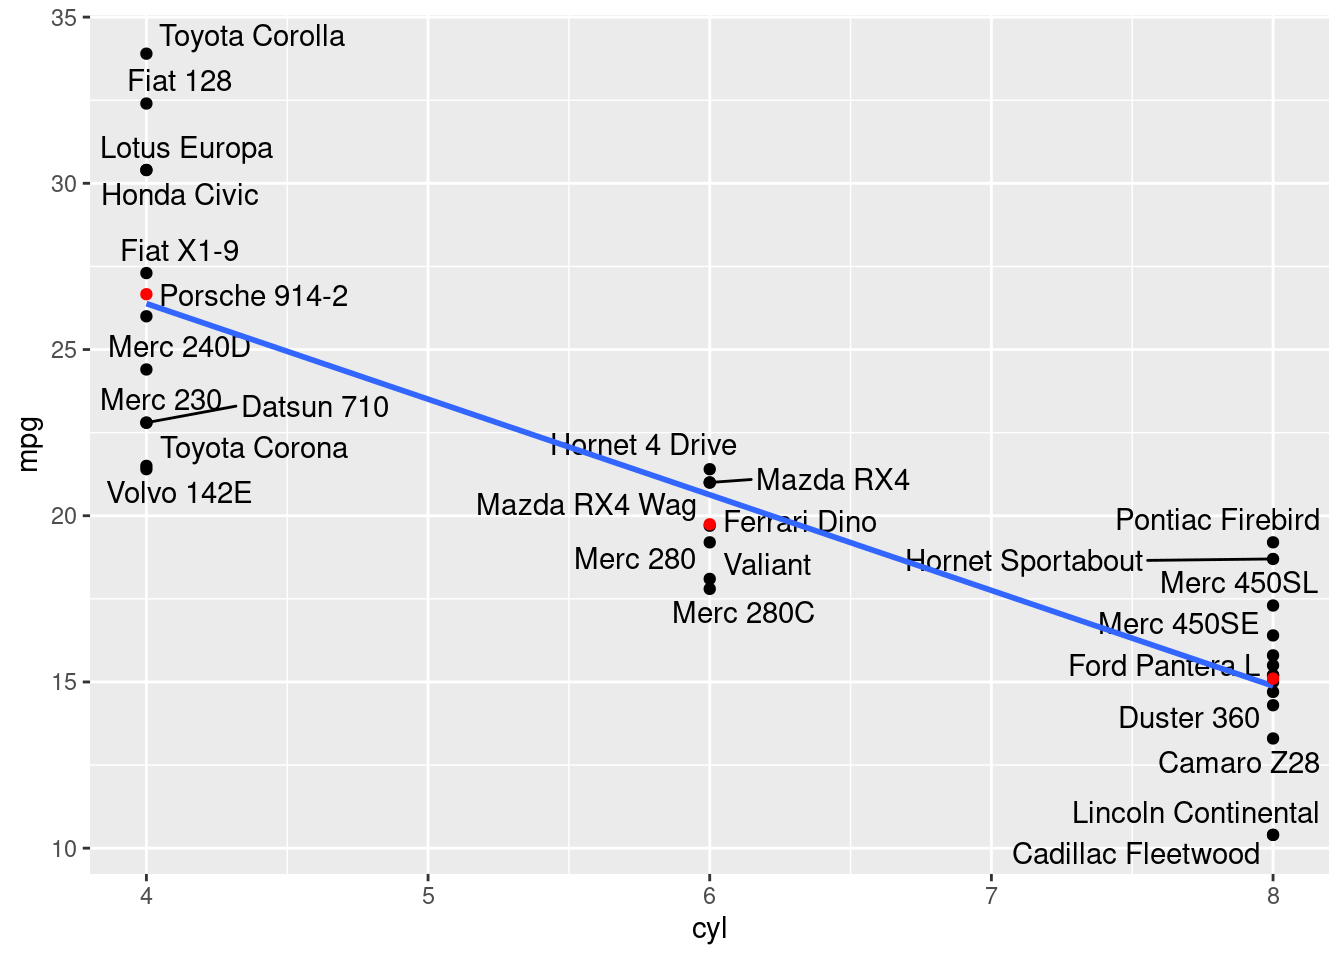 35
Toyota Corolla
Fiat 128
Lotus Europa
30
Honda Civic
Fiat X1-9
Porsche 914-2
25
Merc 240D
Merc 230
Datsun 710
Toyota Corona
Hornet 4 Drive
mpg
Mazda RX4
Volvo 142E
Mazda RX4 Wag
20
Ferrari Dino
Pontiac Firebird
Merc 280
Valiant
Hornet Sportabout
Merc 450SL
Merc 280C
Merc 450SE
15
Ford Pantera L
Duster 360
Camaro Z28
Lincoln Continental
10
Cadillac Fleetwood
4 5 6 7 8
cyl